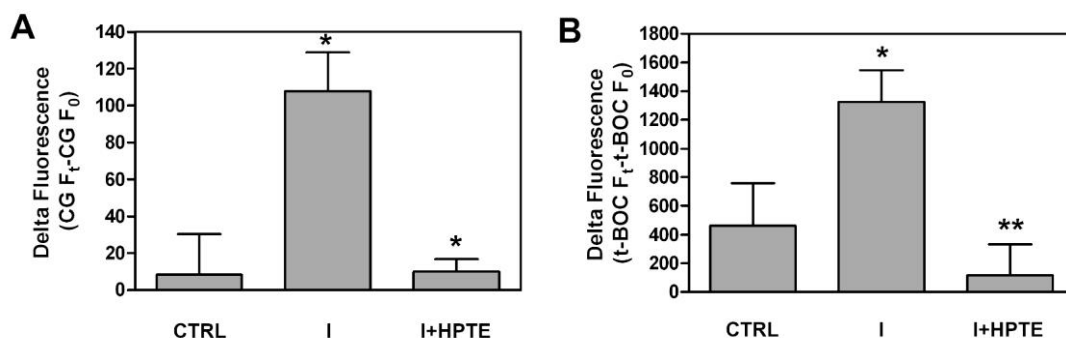 A
Delta Fluorescence
(CG Ft-CG F0)
140
120
100
80
60
40
20
0
*
*
CTRL I I+HPTE
B
Delta Fluorescence
(t-BOC Ft-t-BOC F0)
1800
1600
1400
1200
1000
800
600
400
200
0
*
**
CTRL I I+HPTE